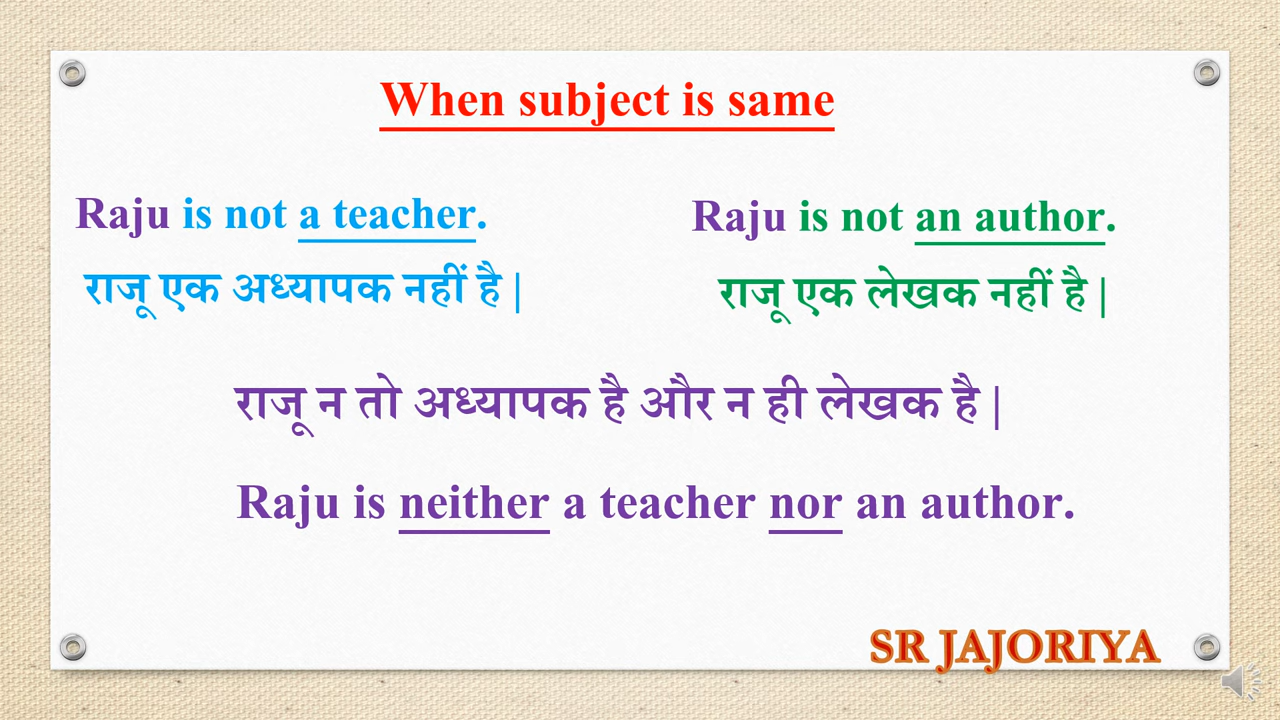 When subject is same
Raju is not a teacher.
Raju is not an author.
राजू एक अध्यापक नहीं है |
राजू एक लेखक नहीं है |
राजू न तो अध्यापक है और न ही लेखक है |
Raju is neither a teacher nor an author.
SR JAJORIYA